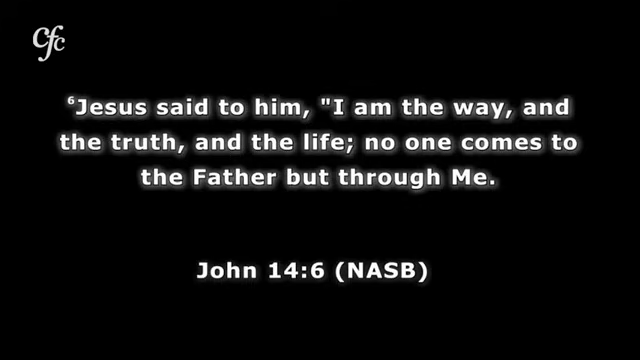 cfc
⁶Jesus said to him, "I am the way, and
the truth, and the life; no one comes to
the Father but through Me.
John 14:6 (NASB)